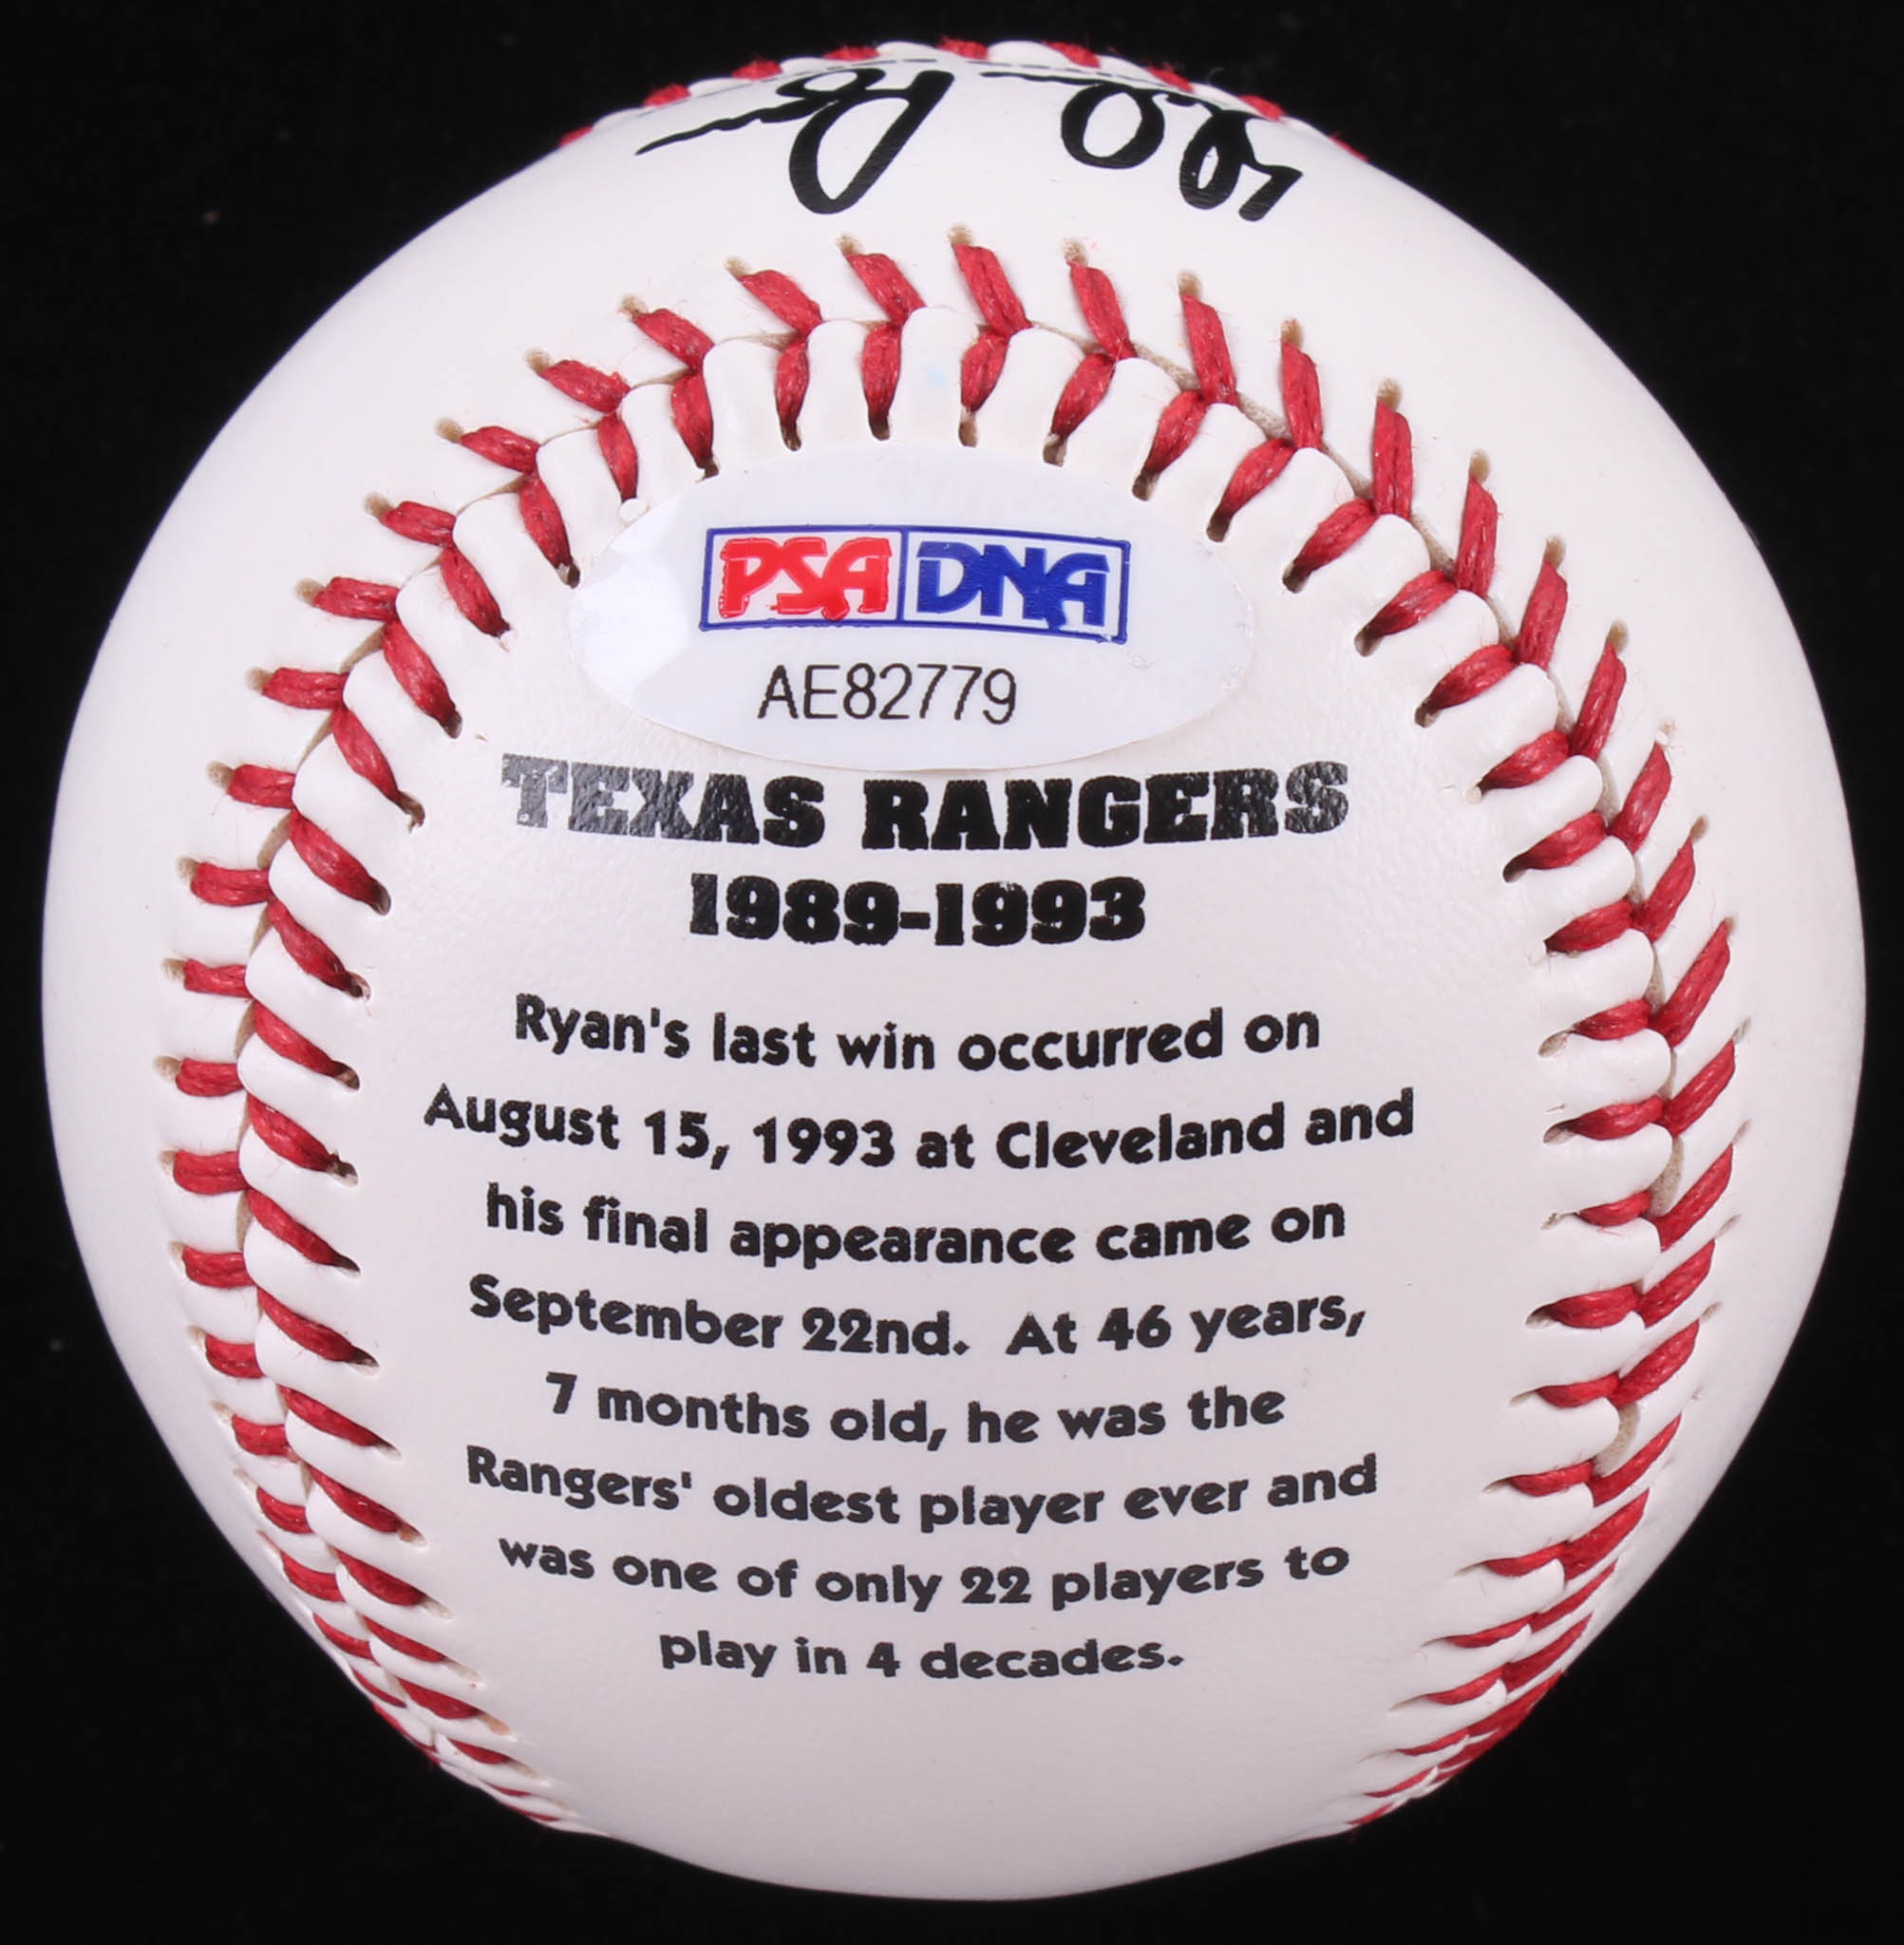 PSA DNA
AE82779
TEXAS RANGERS
1989-1993
Ryan's last win occurred on
August 15, 1993 at Cleveland and
his final appearance came on
September 22nd. At 46 years,
7 months old, he was the
Rangers' oldest player ever and
was one of only 22 players to
play in 4 decades.